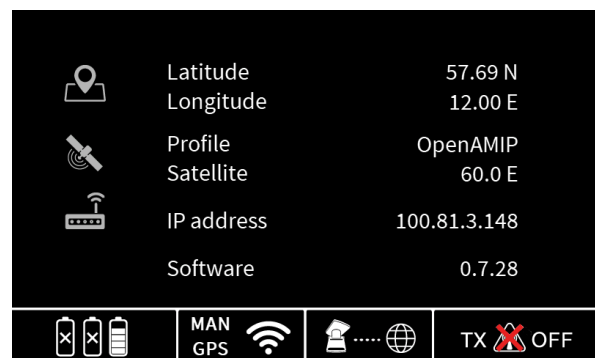 Latitude 57.69 N
Longitude 12.00 E
Profile OpenAMIP
Satellite 60.0 E
IP address 100.81.3.148
Software 0.7.28
MAN
GPS
TX OFF